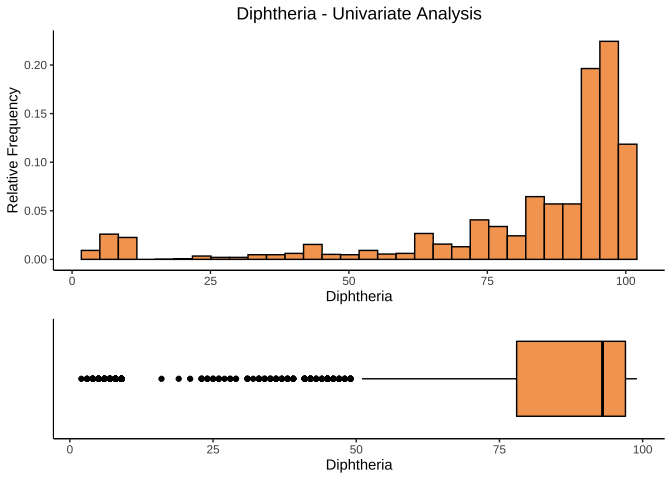 Diphtheria - Univariate Analysis
Relative Frequency
0.20
0.15
0.10
0.05
0.00
0 25 50 75 100
Diphtheria
0 25 50 75 100
Diphtheria